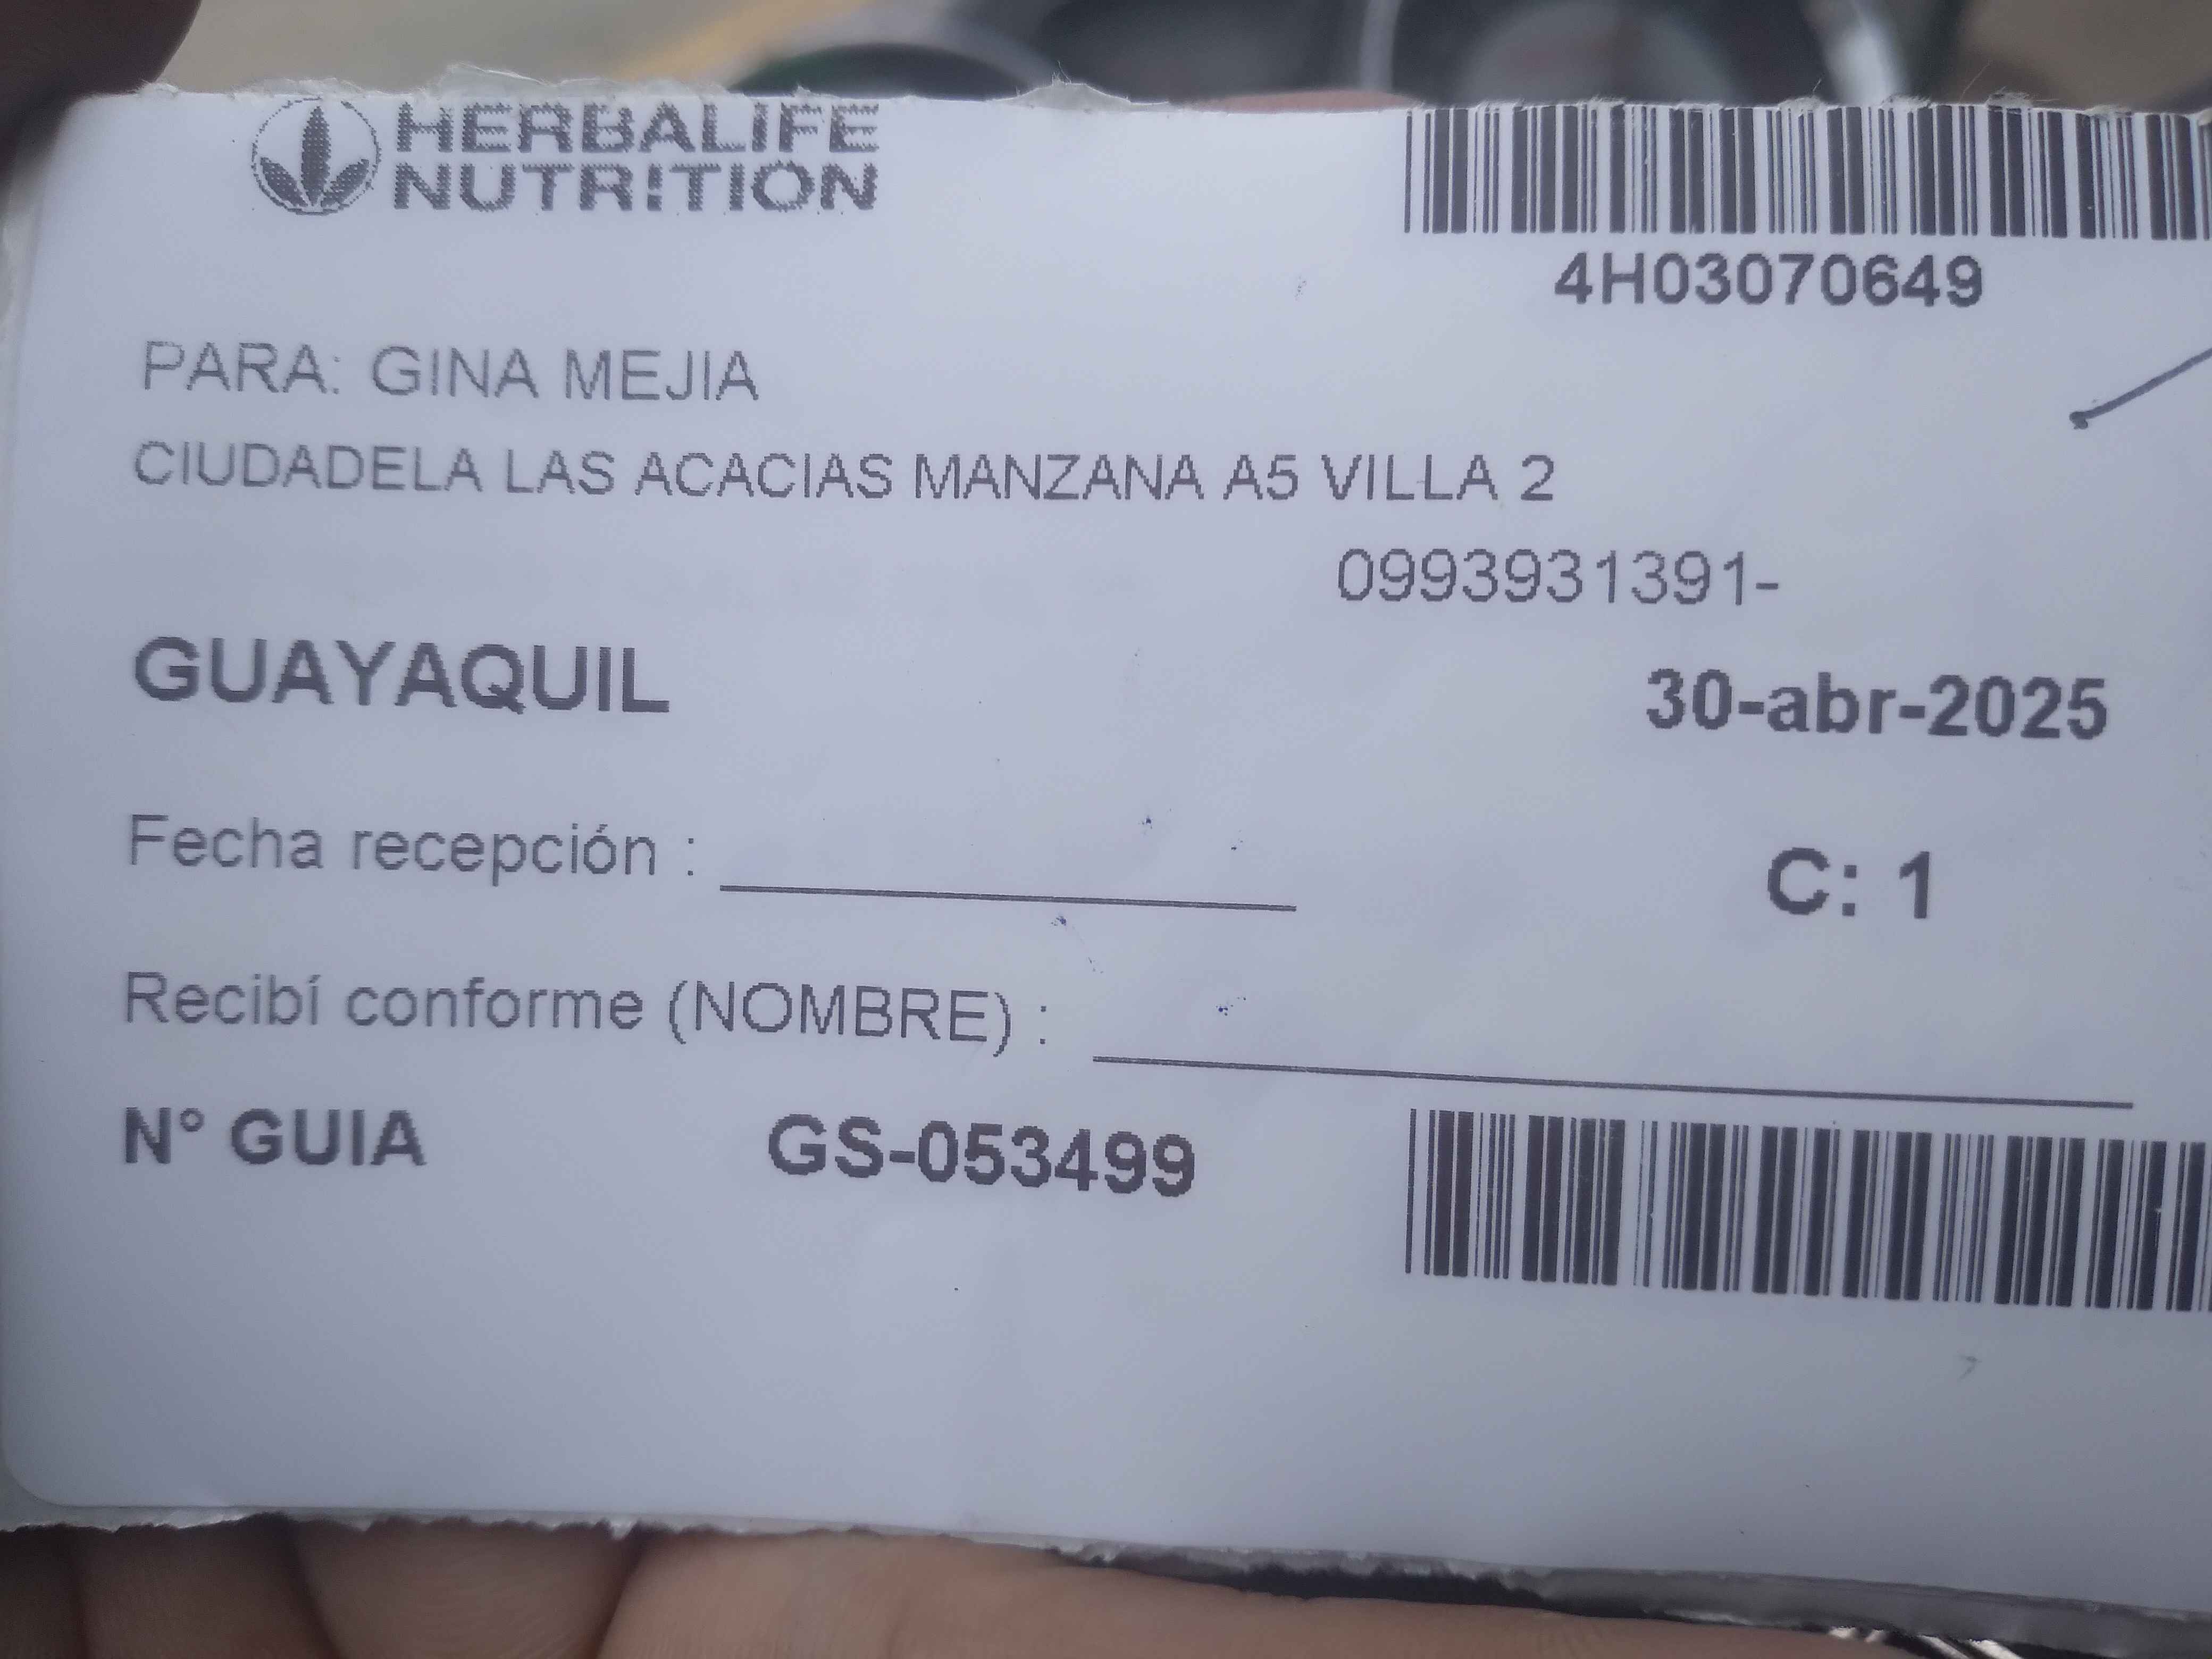 HERBALIFE
NUTRITION
4H03070649
PARA: GINA MEJIA
CIUDADELA LAS ACACIAS MANZANA A5 VILLA 2
0993931391-
GUAYAQUIL
30-abr-2025
Fecha recepción :
C: 1
Recibí conforme (NOMBRE) :
N° GUIA GS-053499